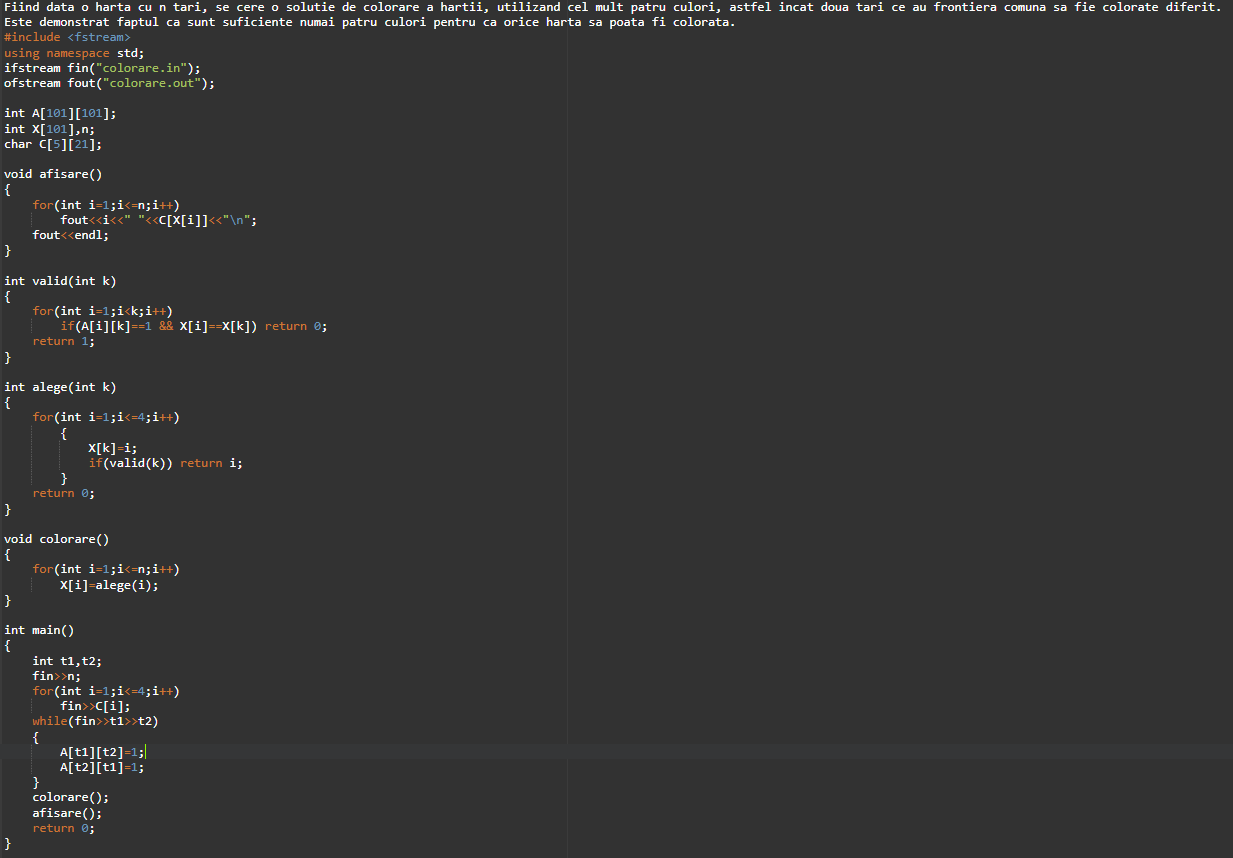 Fiind data o harta cu n tari, se cere o solutie de colorare a hartii, utilizand cel mult patru culori, astfel incat doua tari ce au frontiera comuna sa fie colorate diferit.
Este demonstrat faptul ca sunt suficiente numai patru culori pentru ca orice harta sa poata fi colorata.
#include <fstream>
using namespace std;
ifstream fin("colorare.in");
ofstream fout("colorare.out");

int A[101][101];
int X[101],n;
char C[5][21];

void afisare()
{
    for(int i=1;i<=n;i++)
        fout<<i<<" "<<C[X[i]]<<"\n";
    fout<<endl;
}

int valid(int k)
{
    for(int i=1;i<k;i++)
        if(A[i][k]==1 && X[i]==X[k]) return 0;
    return 1;
}

int alege(int k)
{
    for(int i=1;i<=4;i++)
        {
            X[k]=i;
            if(valid(k)) return i;
        }
    return 0;
}

void colorare()
{
    for(int i=1;i<=n;i++)
        X[i]=alege(i);
}

int main()
{
    int t1,t2;
    fin>>n;
    for(int i=1;i<=4;i++)
        fin>>C[i];
    while(fin>>t1>>t2)
    {
        A[t1][t2]=1;
        A[t2][t1]=1;
    }
    colorare();
    afisare();
    return 0;
}